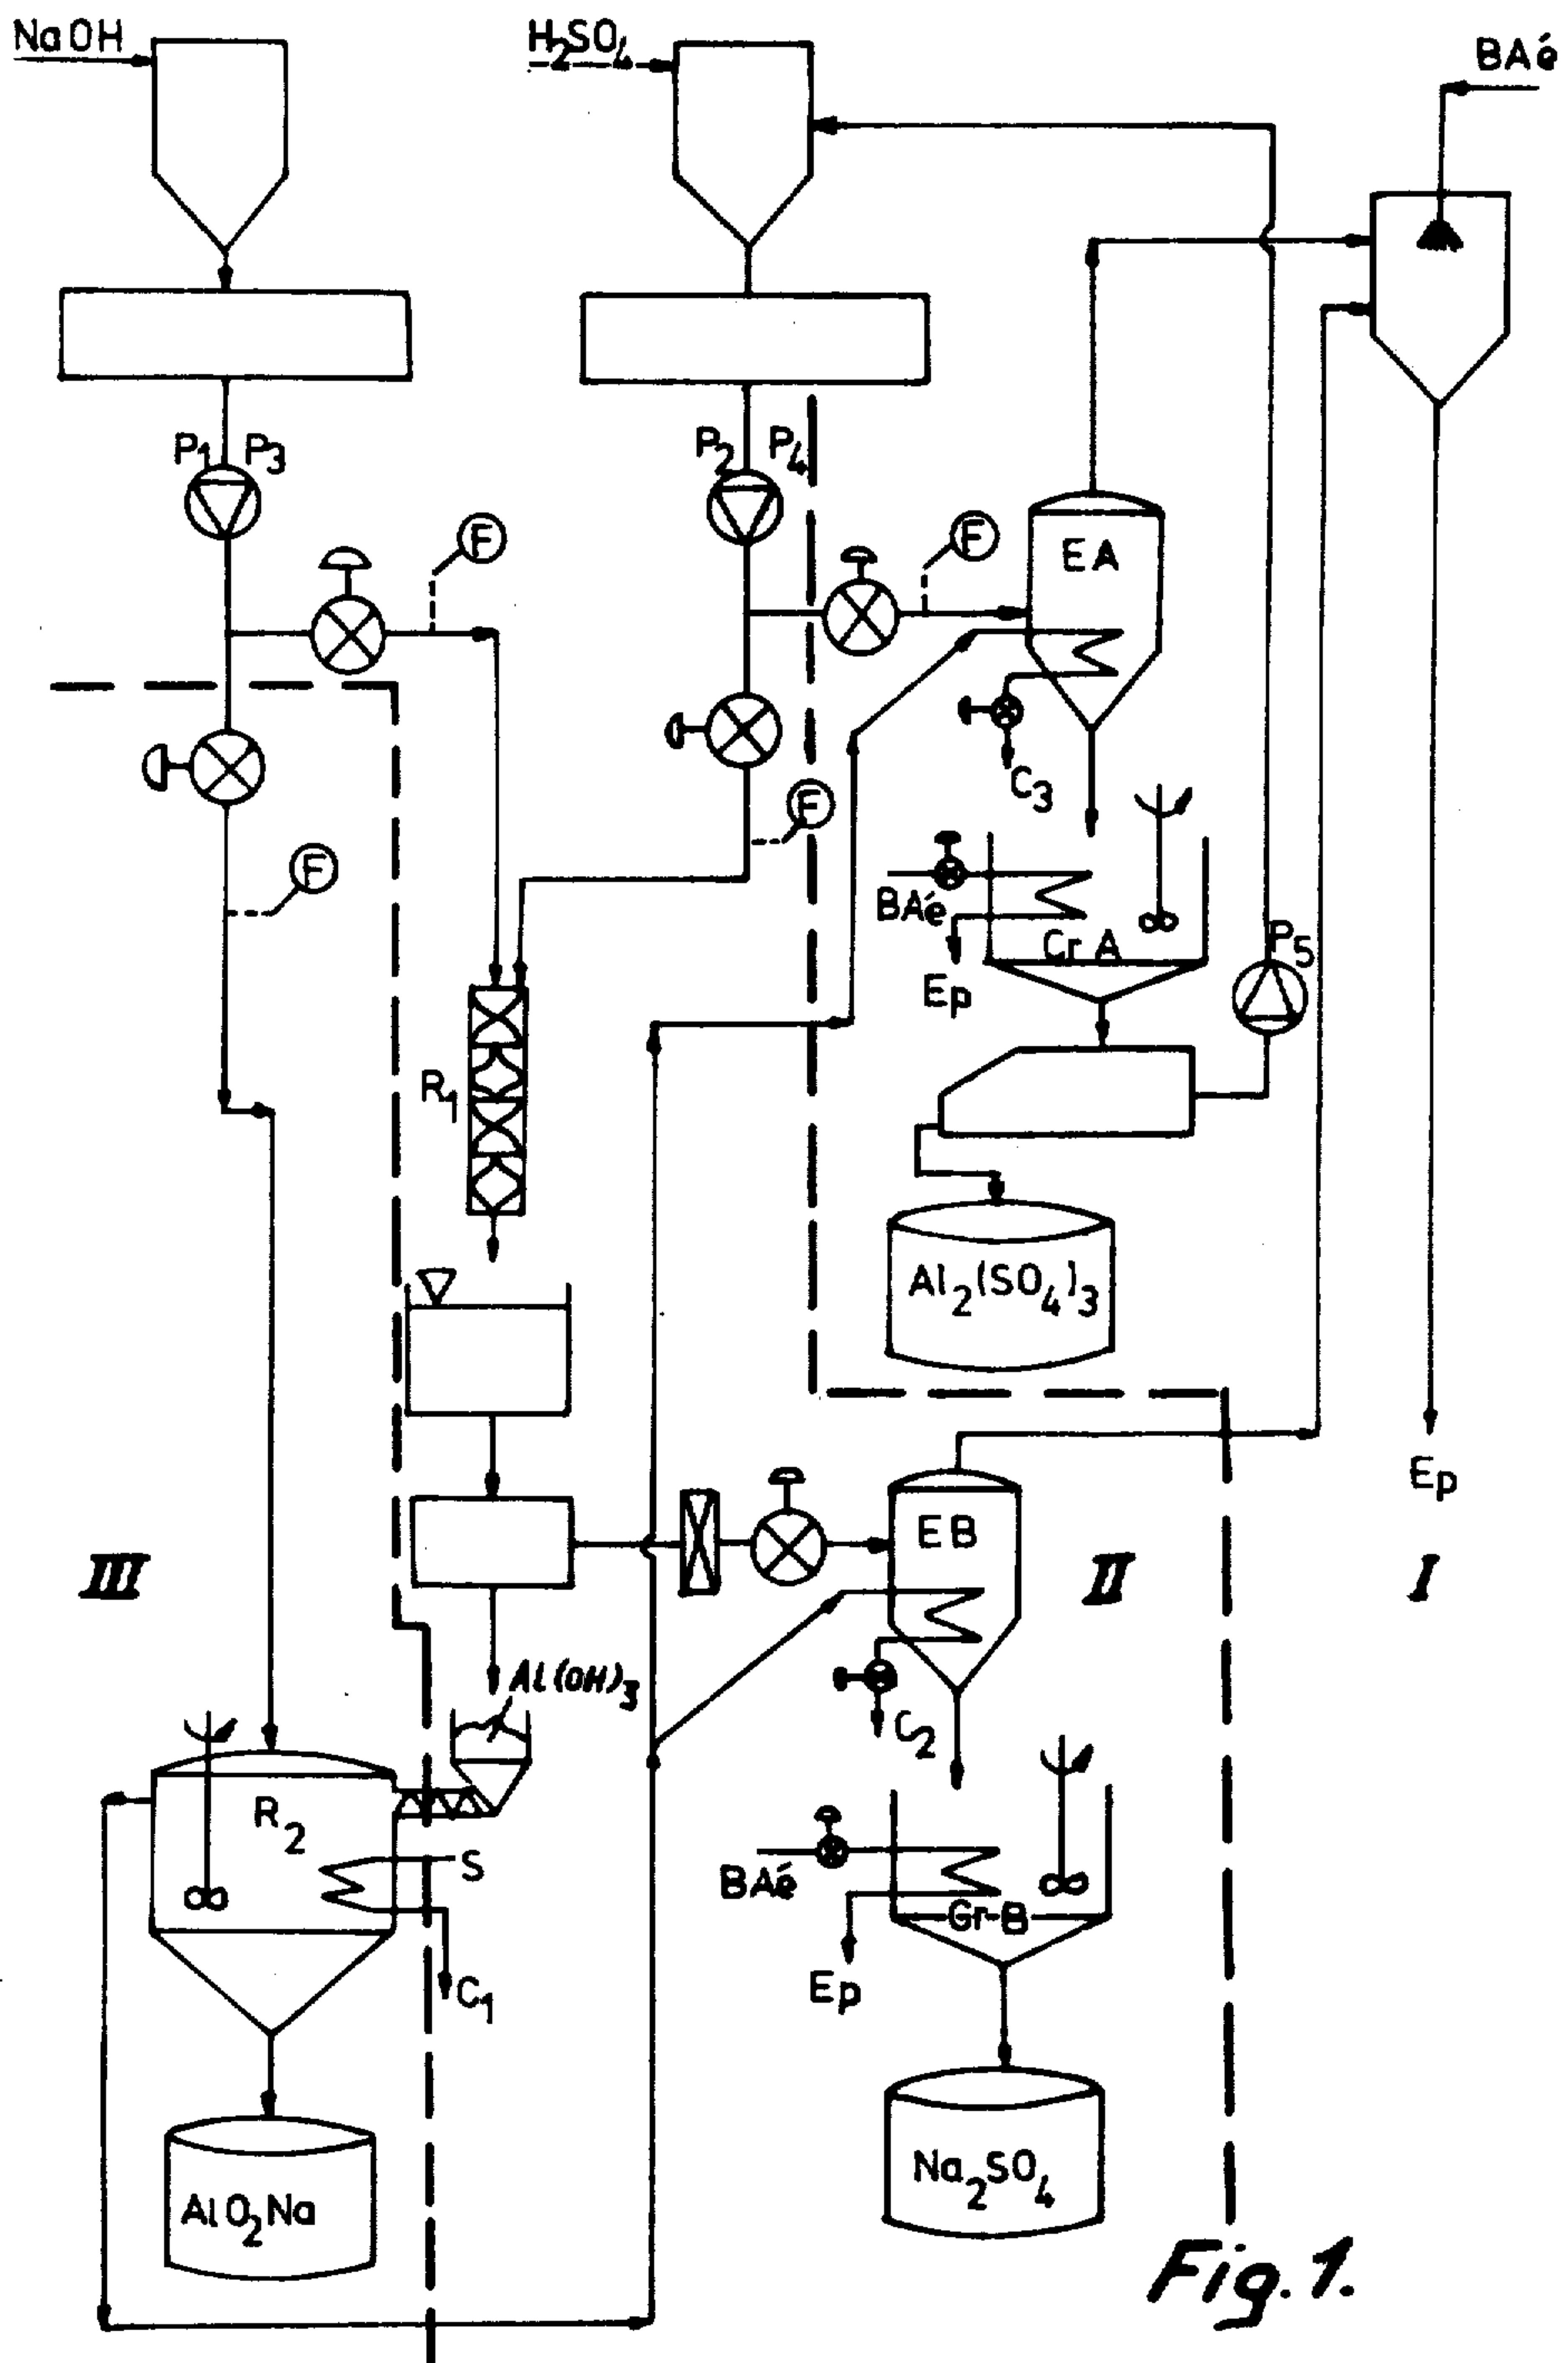 NaOH
H2SO4
BAé
P1 P3
P2 P4
F
F
EA
F
F
C3
BAé
Cr A
Ep
P5
R1
Al2(SO4)3
Ep
EB
III
II
I
Al(OH)3
C2
R2
S
BAé
Gr-B
Ep
C1
Na2SO4
AlO2Na
Fig.1.